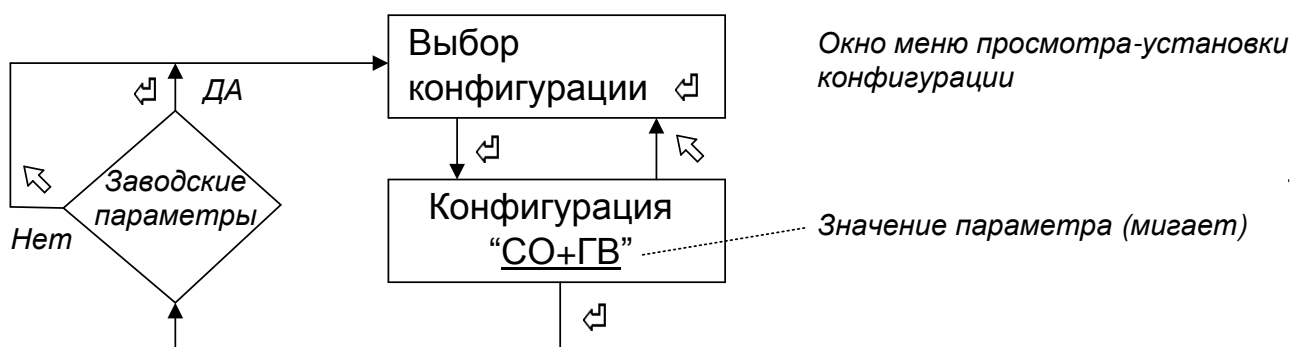 Выбор
конфигурации
Окно меню просмотра-установки
конфигурации
ДА
Заводские
параметры
Нет
Конфигурация
“СО+ГВ”
Значение параметра (мигает)